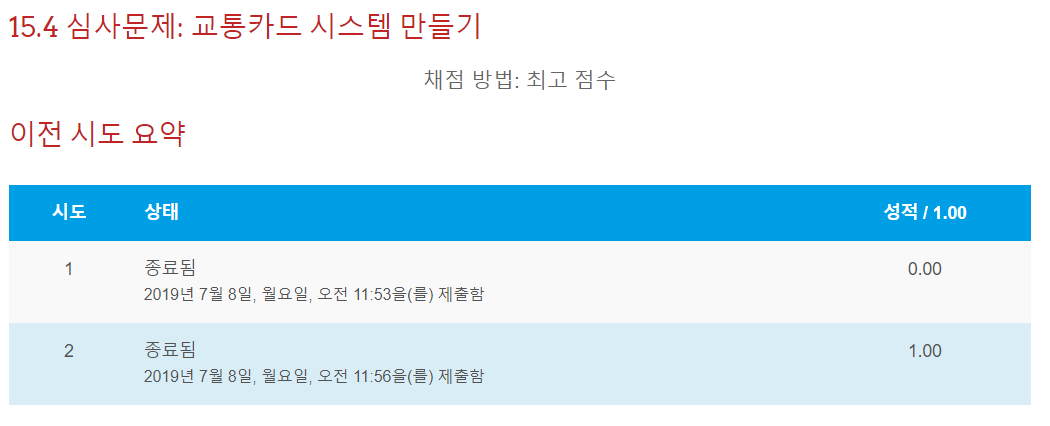 15.4 심사문제: 교통카드 시스템 만들기
채점 방법: 최고 점수
이전 시도 요약
시도 상태 성적 / 1.00
1 종료됨 0.00
2019년 7월 8일, 월요일, 오전 11:53을(를) 제출함
2 종료됨 1.00
2019년 7월 8일, 월요일, 오전 11:56을(를) 제출함